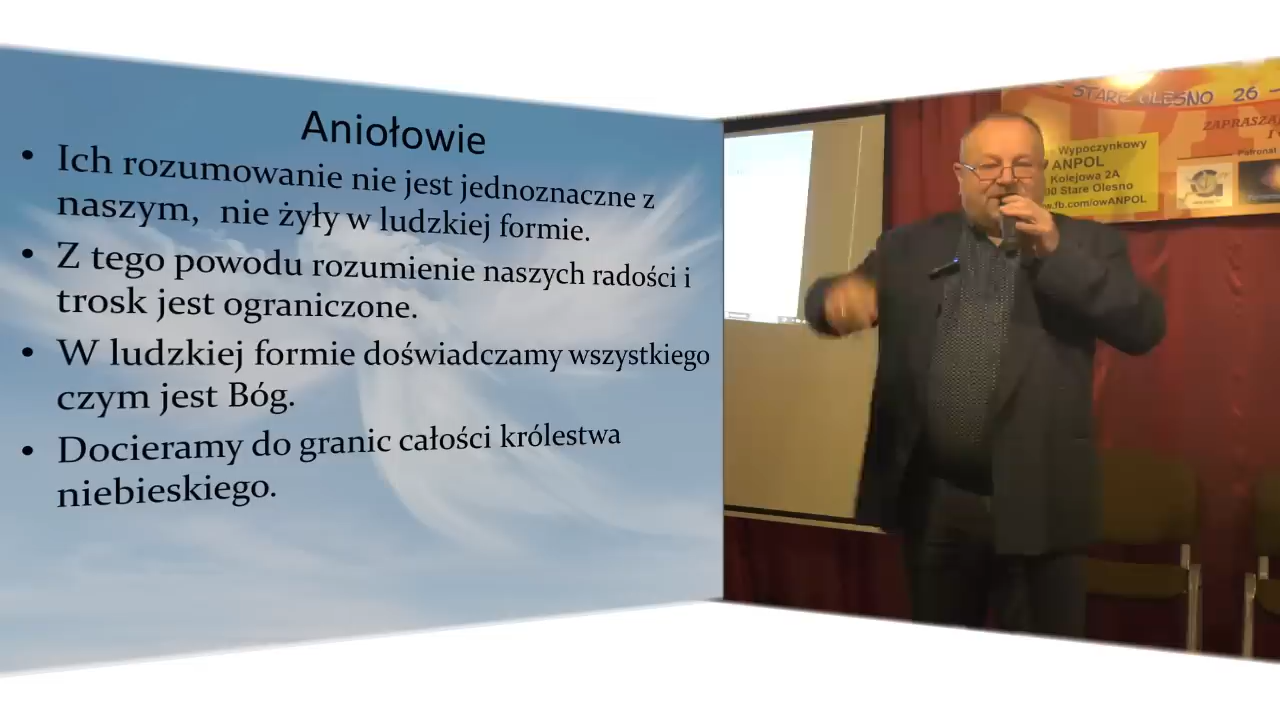 Aniołowie
• Ich rozumowanie nie jest jednoznaczne z
naszym, nie żyły w ludzkiej formie.
• Z tego powodu rozumienie naszych radości i
trosk jest ograniczone.
• W ludzkiej formie doświadczamy wszystkiego
czym jest Bóg.
• Docieramy do granic całości królestwa
niebieskiego.
STARE OLESNO 26 -
ZAPRASZA
Patronat
Wypoczynkowy
ANPOL
Kolejowa 2A
00 Stare Olesno
w.fb.com/owANPOL